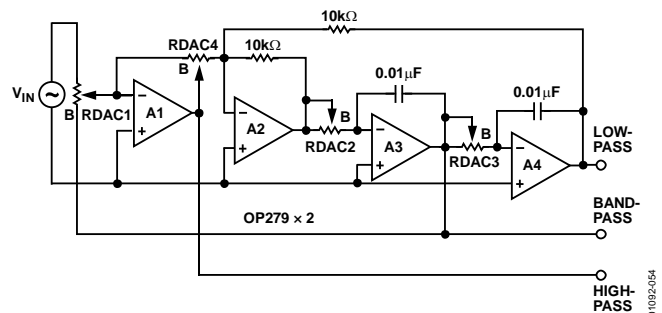 10kΩ
RDAC4
10kΩ
B
0.01µF
0.01µF
VIN
B
RDAC1
A1
A2
B
RDAC2
A3
B
RDAC3
A4
LOW-
PASS
BAND-
PASS
OP279 × 2
HIGH-
PASS
01092-054